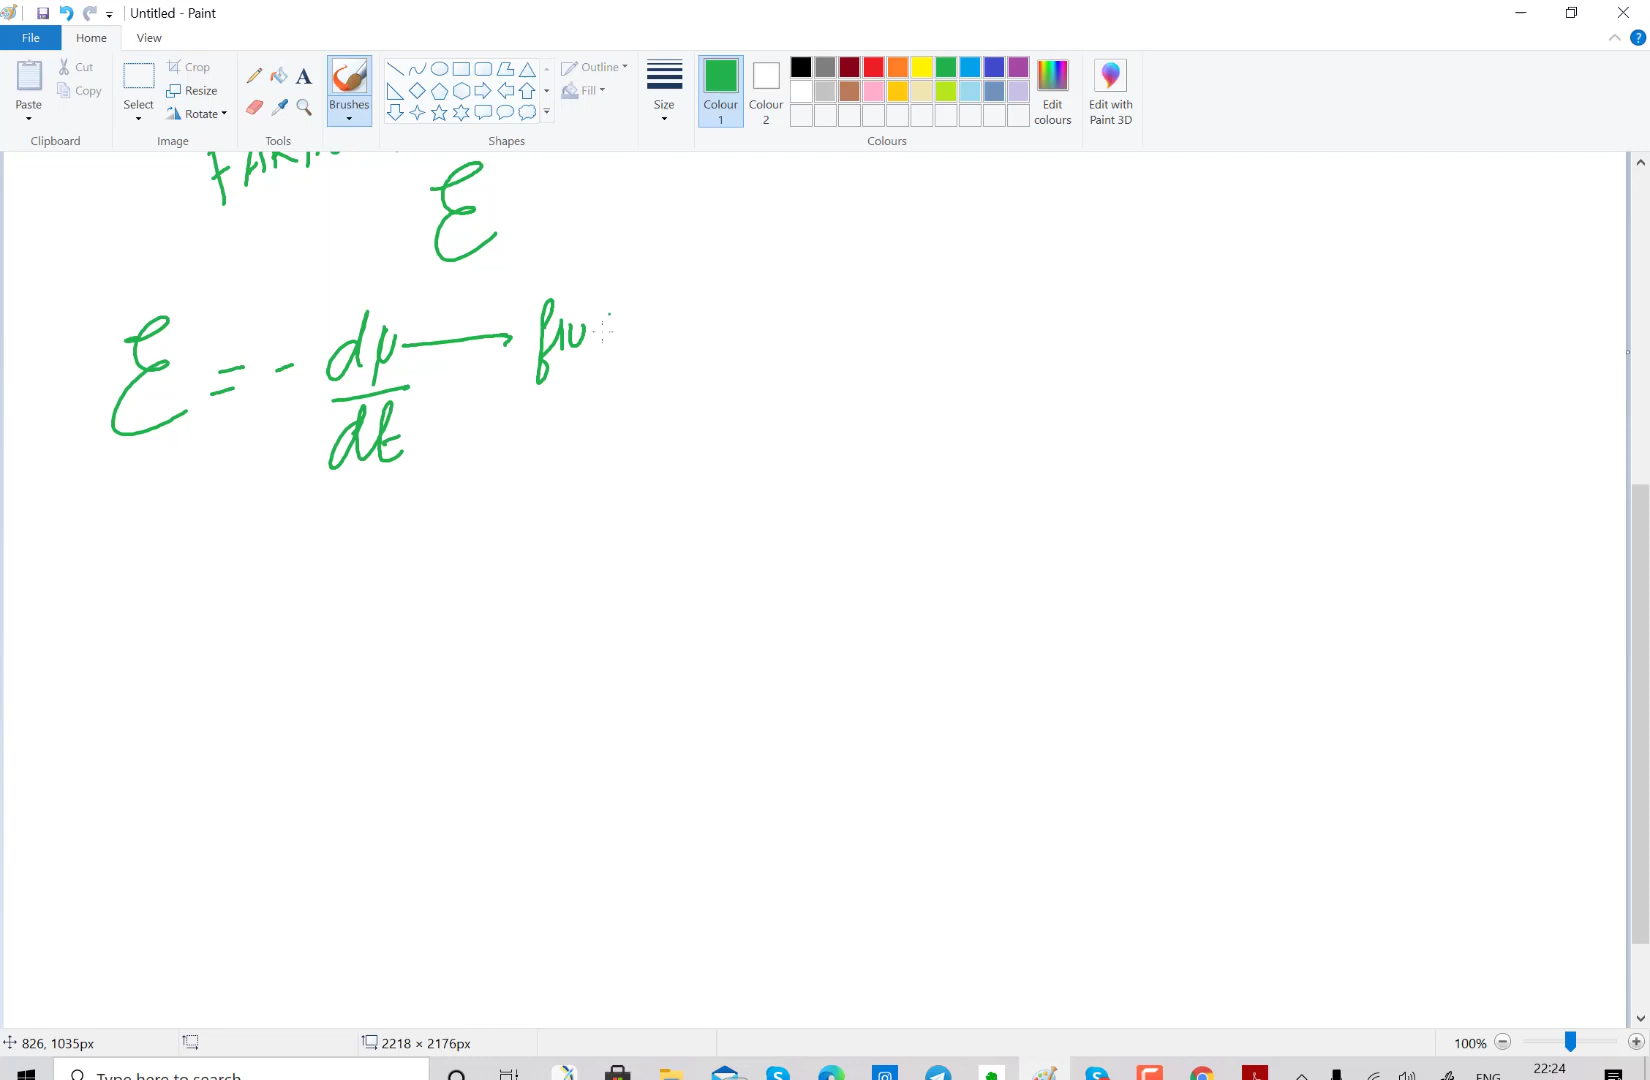 Untitled - Paint
File Home View
Paste
Cut
Copy
Clipboard
Select
Crop
Resize
Rotate
Image
A
Tools
Brushes
Outline
Fill
Shapes
Size
Colour 1
Colour 2
Edit colours
Edit with Paint 3D
Colours
ℰ
ℰ = - dμ → flu
dt
826, 1035px
2218 × 2176px
100%
Type here to search
ENG
22:24